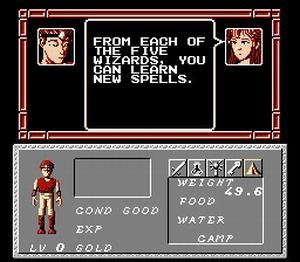 FROM EACH OF
THE FIVE
WIZARDS, YOU
CAN LEARN
NEW SPELLS.
WEIGHT
49.6
FOOD
COND GOOD
WATER
EXP
CAMP
LV 0 GOLD